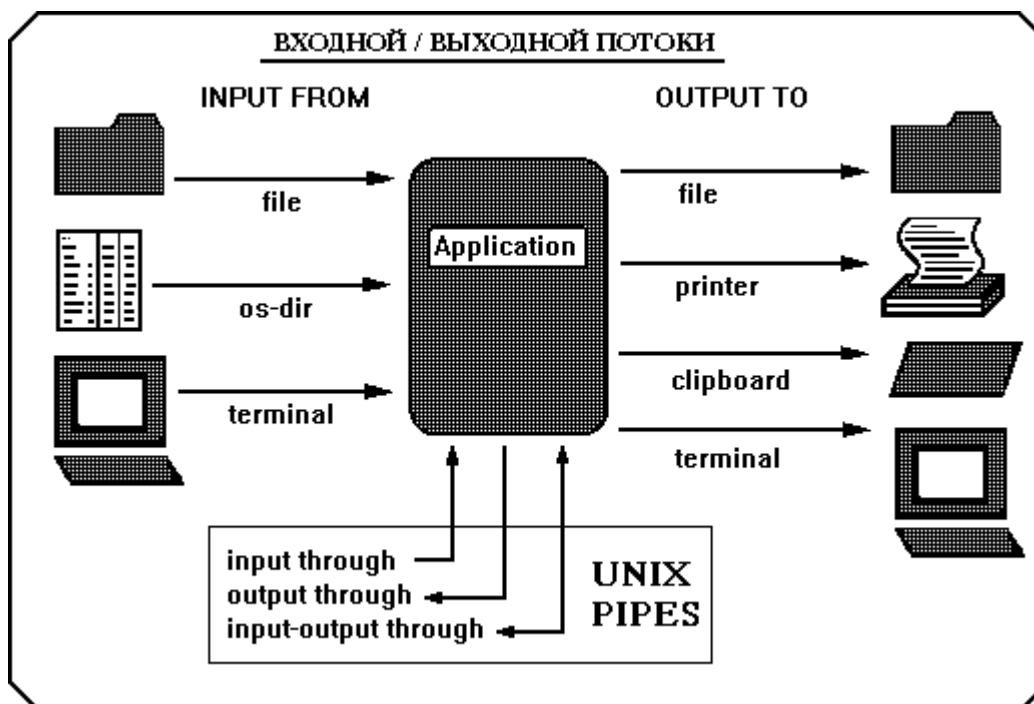 ВХОДНОЙ / ВЫХОДНОЙ ПОТОКИ
INPUT FROM
OUTPUT TO
file
os-dir
terminal
Application
file
printer
clipboard
terminal
input through
output through
input-output through
UNIX
PIPES